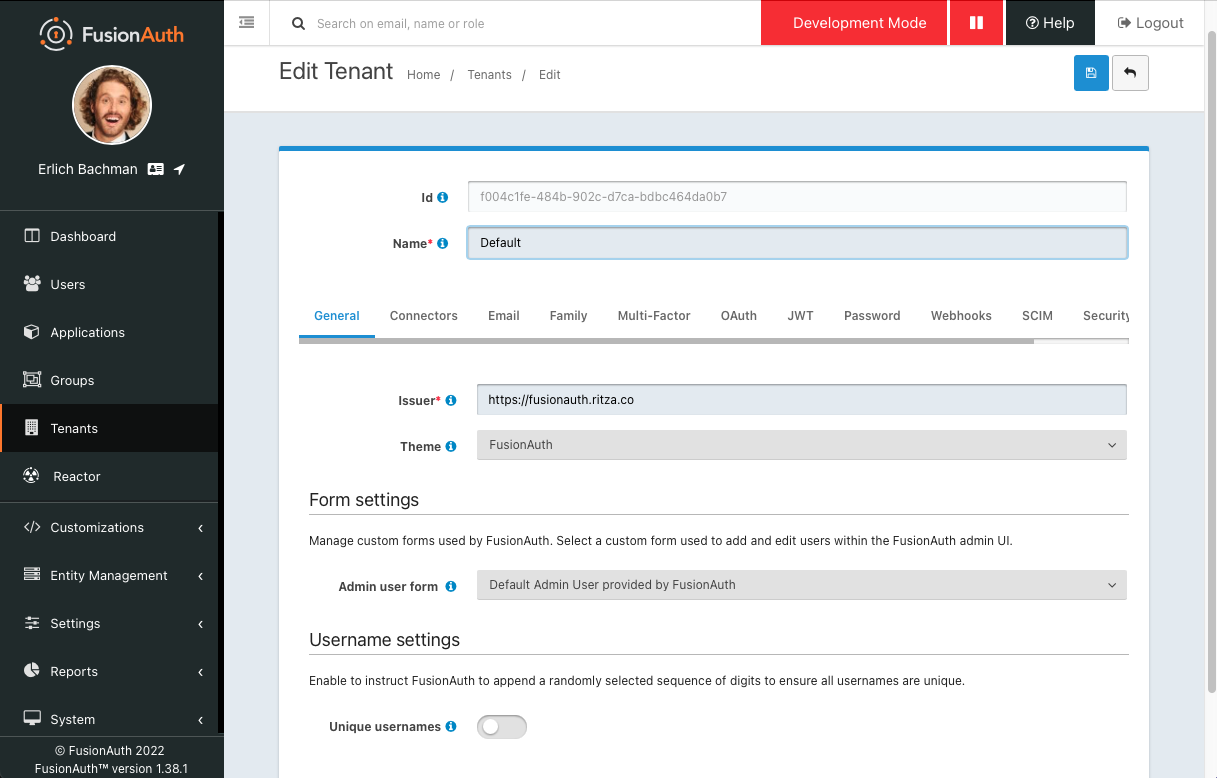 FusionAuth
Erlich Bachman
Dashboard
Users
Applications
Groups
Tenants
Reactor
Customizations
Entity Management
Settings
Reports
System
© FusionAuth 2022
FusionAuth™ version 1.38.1
Search on email, name or role
Development Mode
Help
Logout
Edit Tenant
Home / Tenants / Edit
Id
f004c1fe-484b-902c-d7ca-bdbc464da0b7
Name*
Default
General Connectors Email Family Multi-Factor OAuth JWT Password Webhooks SCIM Security
Issuer*
https://fusionauth.ritza.co
Theme
FusionAuth
Form settings
Manage custom forms used by FusionAuth. Select a custom form used to add and edit users within the FusionAuth admin UI.
Admin user form
Default Admin User provided by FusionAuth
Username settings
Enable to instruct FusionAuth to append a randomly selected sequence of digits to ensure all usernames are unique.
Unique usernames